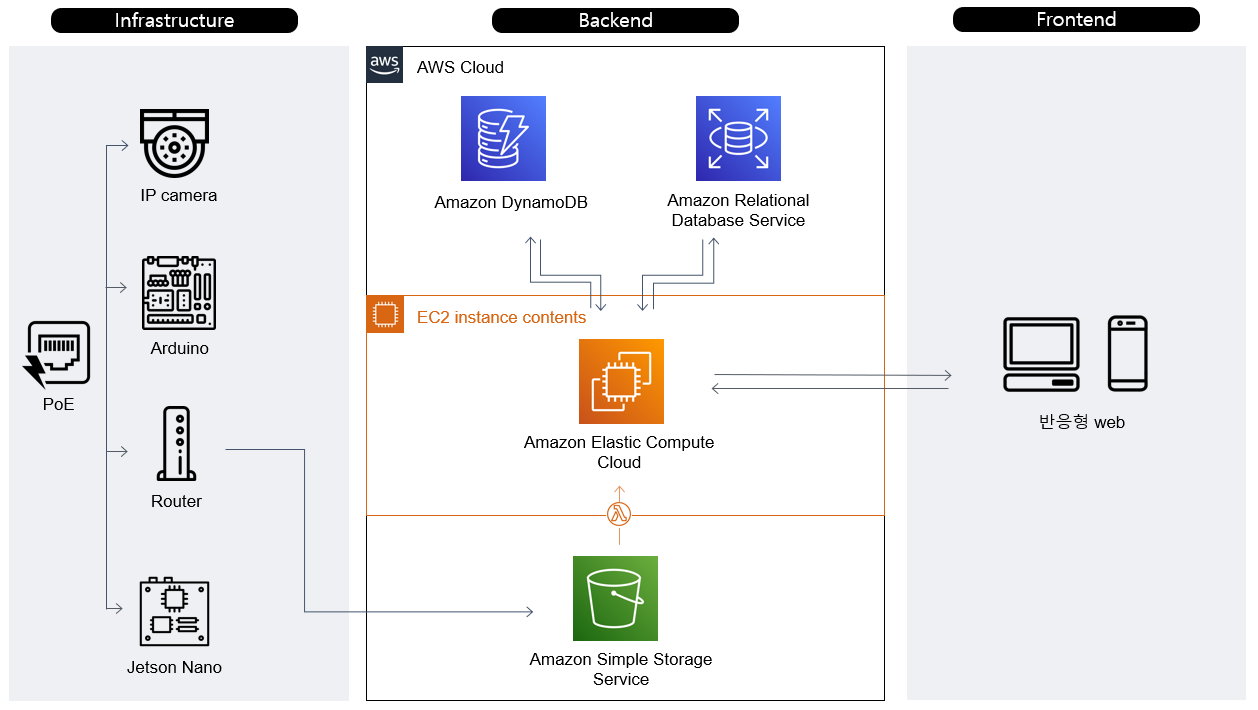 Infrastructure
Backend
Frontend
aws
AWS Cloud
IP camera
Amazon DynamoDB
Amazon Relational
Database Service
Arduino
EC2 instance contents
PoE
반응형 web
Amazon Elastic Compute
Cloud
Router
Jetson Nano
Amazon Simple Storage
Service